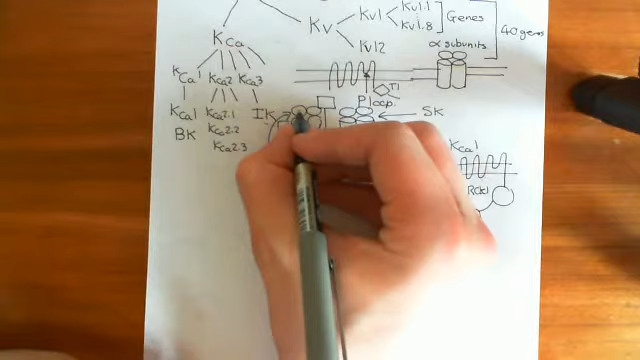 Kv
Kv1
Kv1.1
Kv1.8
Genes
Kv12
40 genes
KCa
α subunits
KCa1
KCa2
KCa3
T1
P loop.
KCa1
KCa2.1
IK
SK
BK
KCa2.2
KCa2.3
KCa1